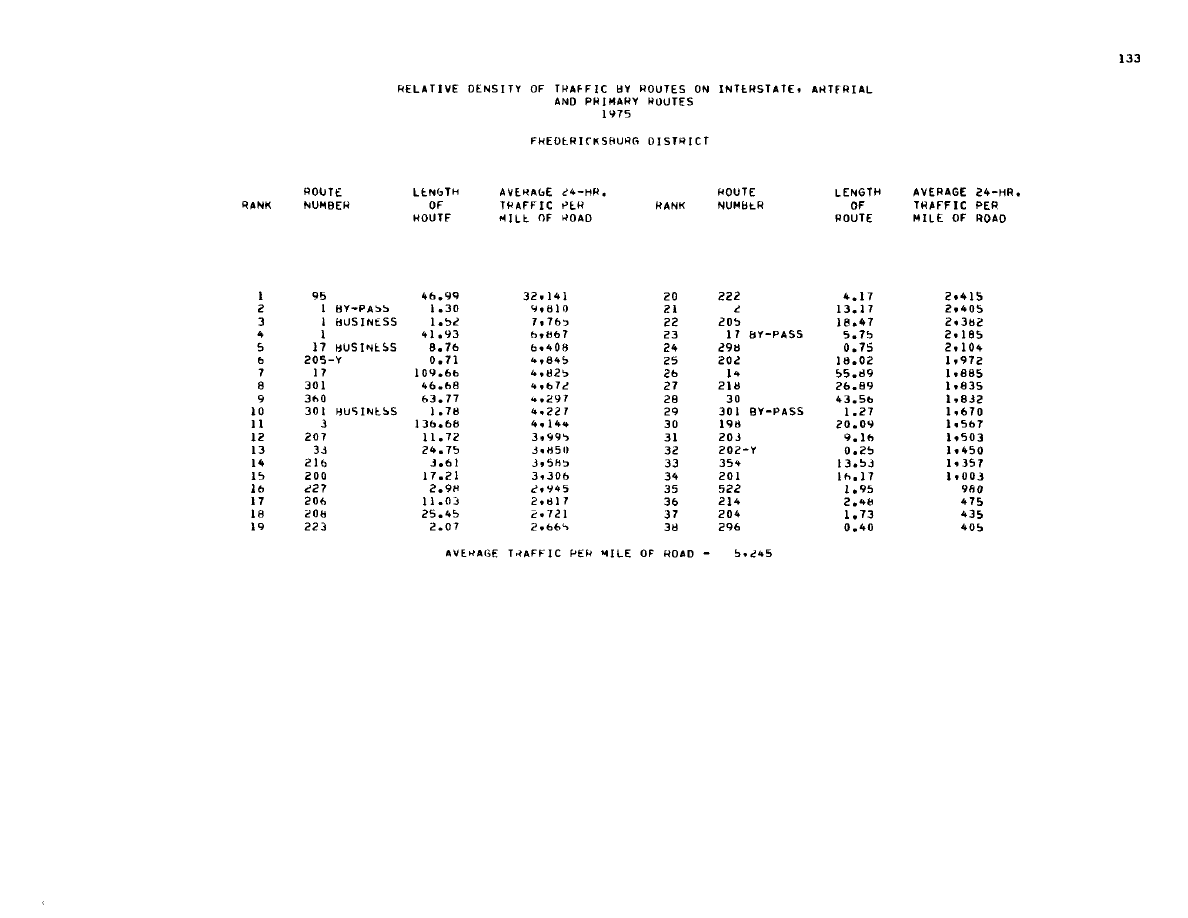 133
RELATIVE DENSITY OF TRAFFIC BY ROUTES ON INTERSTATE, ARTERIAL
AND PRIMARY ROUTES
1975
FREDERICKSBURG DISTRICT
ROUTE LENGTH AVERAGE 24-HR. ROUTE LENGTH AVERAGE 24-HR.
RANK NUMBER OF TRAFFIC PER RANK NUMBER OF TRAFFIC PER
ROUTE MILE OF ROAD ROUTE MILE OF ROAD
1 95 46.99 32,141 20 222 4.17 2,415
2 1 BY-PASS 1.30 9,810 21 2 13.17 2,405
3 1 BUSINESS 1.52 7,765 22 205 18.47 2,382
4 1 41.93 6,867 23 17 BY-PASS 5.75 2,185
5 17 BUSINESS 8.76 6,408 24 298 0.75 2,104
6 205-Y 0.71 4,845 25 202 18.02 1,972
7 17 109.66 4,825 26 14 55.89 1,885
8 301 46.68 4,672 27 218 26.89 1,835
9 360 63.77 4,297 28 30 43.56 1,832
10 301 BUSINESS 1.78 4,227 29 301 BY-PASS 1.27 1,670
11 3 136.68 4,144 30 198 20.09 1,567
12 207 11.72 3,995 31 203 9.16 1,503
13 33 24.75 3,850 32 202-Y 0.25 1,450
14 216 3.61 3,585 33 354 13.53 1,357
15 200 17.21 3,306 34 201 16.17 1,003
16 227 2.98 2,945 35 522 1.95 980
17 206 11.03 2,817 36 214 2.48 475
18 208 25.45 2,721 37 204 1.73 435
19 223 2.07 2,665 38 296 0.40 405
AVERAGE TRAFFIC PER MILE OF ROAD - 5,245